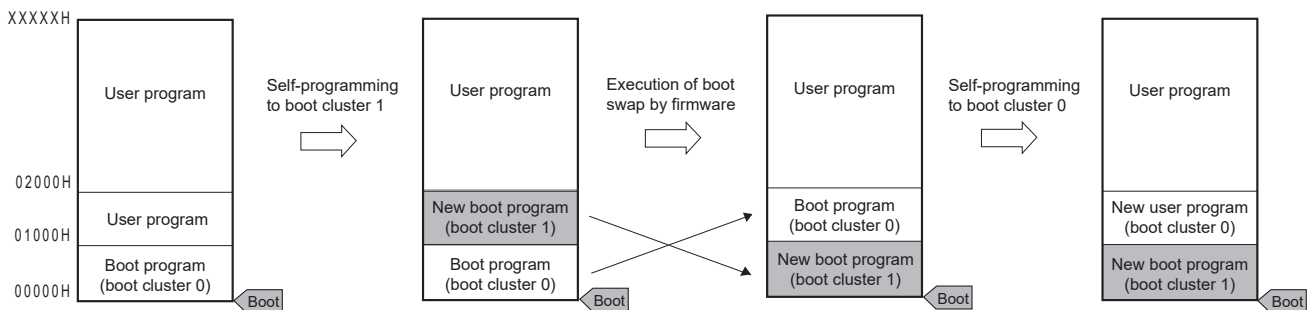 XXXXXH
User program
Self-programming
to boot cluster 1
User program
Execution of boot
swap by firmware
User program
Self-programming
to boot cluster 0
User program
02000H
User program
New boot program
(boot cluster 1)
Boot program
(boot cluster 0)
New user program
(boot cluster 0)
01000H
Boot program
(boot cluster 0)
Boot program
(boot cluster 0)
New boot program
(boot cluster 1)
New boot program
(boot cluster 1)
00000H
Boot
Boot
Boot
Boot